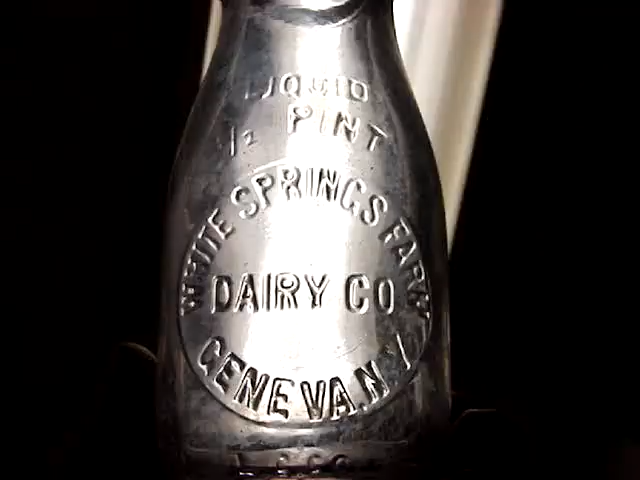 LIQUID
1/2 PINT
WHITE SPRINGS FARM
DAIRY CO
GENEVA N.Y.